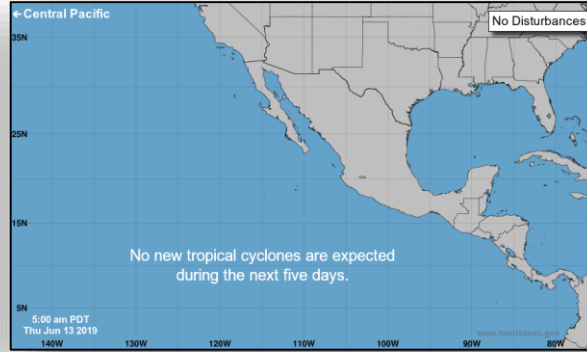 ← Central Pacific
No Disturbances
35N
25N
15N
No new tropical cyclones are expected
during the next five days.
5N
5:00 am PDT
Thu Jun 13 2019
www.hurricanes.gov
140W 130W 120W 110W 100W 90W 80W